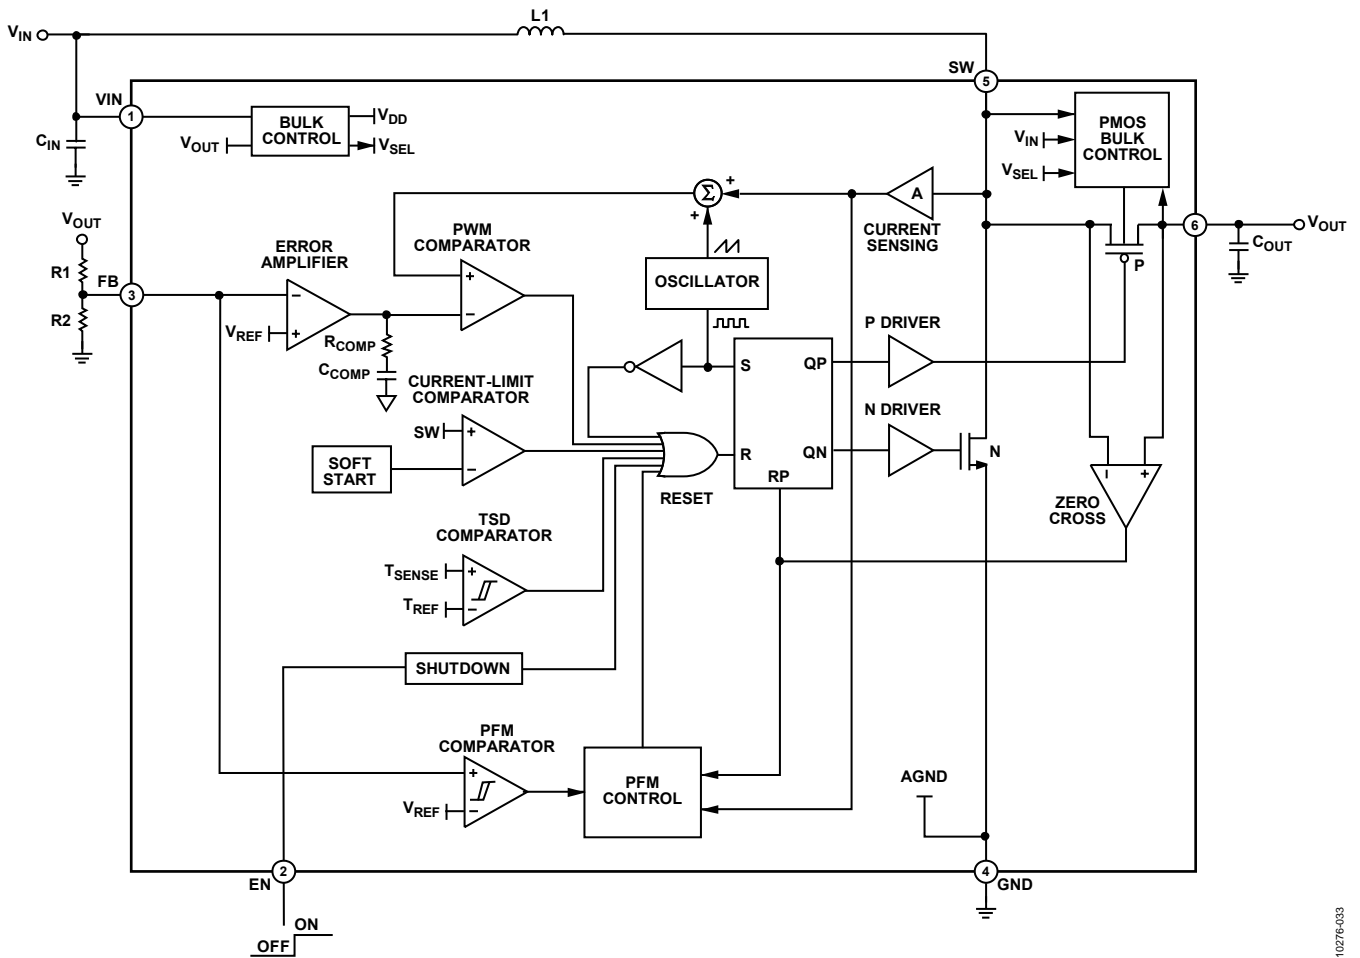 L1
VIN
SW
5
VIN
1
BULK
CONTROL
VDD
VOUT
VSEL
CIN
PMOS
BULK
CONTROL
VIN
VSEL
+
Σ
+
A
CURRENT
SENSING
VOUT
R1
FB
3
R2
ERROR
AMPLIFIER
−
VREF
+
PWM
COMPARATOR
+
−
OSCILLATOR
6
VOUT
COUT
P
RCOMP
CCOMP
P DRIVER
S
QP
R
QN
RP
N DRIVER
N
CURRENT-LIMIT
COMPARATOR
SW
+
−
SOFT
START
RESET
−
+
ZERO
CROSS
TSD
COMPARATOR
TSENSE
+
TREF
−
SHUTDOWN
PFM
COMPARATOR
+
VREF
−
PFM
CONTROL
AGND
2
EN
4
GND
ON
OFF
10276-033